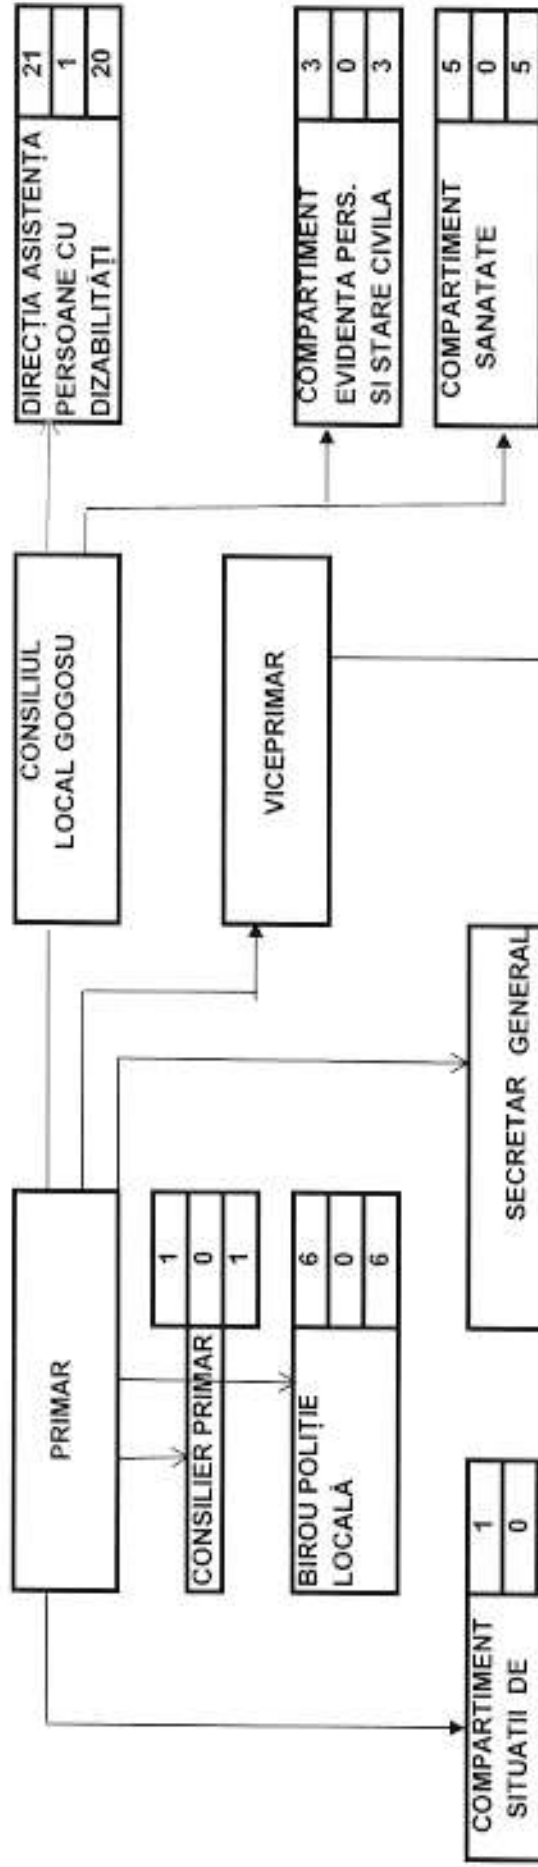 PRIMAR
CONSILIUL
LOCAL GOGOSU
DIRECȚIA ASISTENȚA
PERSOANE CU
DIZABILITĂȚI
21
1
20
CONSILIER PRIMAR
1
0
1
BIROU POLIȚIE
LOCALĂ
6
0
6
VICEPRIMAR
COMPARTIMENT
EVIDENTA PERS.
SI STARE CIVILA
3
0
3
COMPARTIMENT
SITUATII DE
1
0
SECRETAR GENERAL
COMPARTIMENT
SANATATE
5
0
5